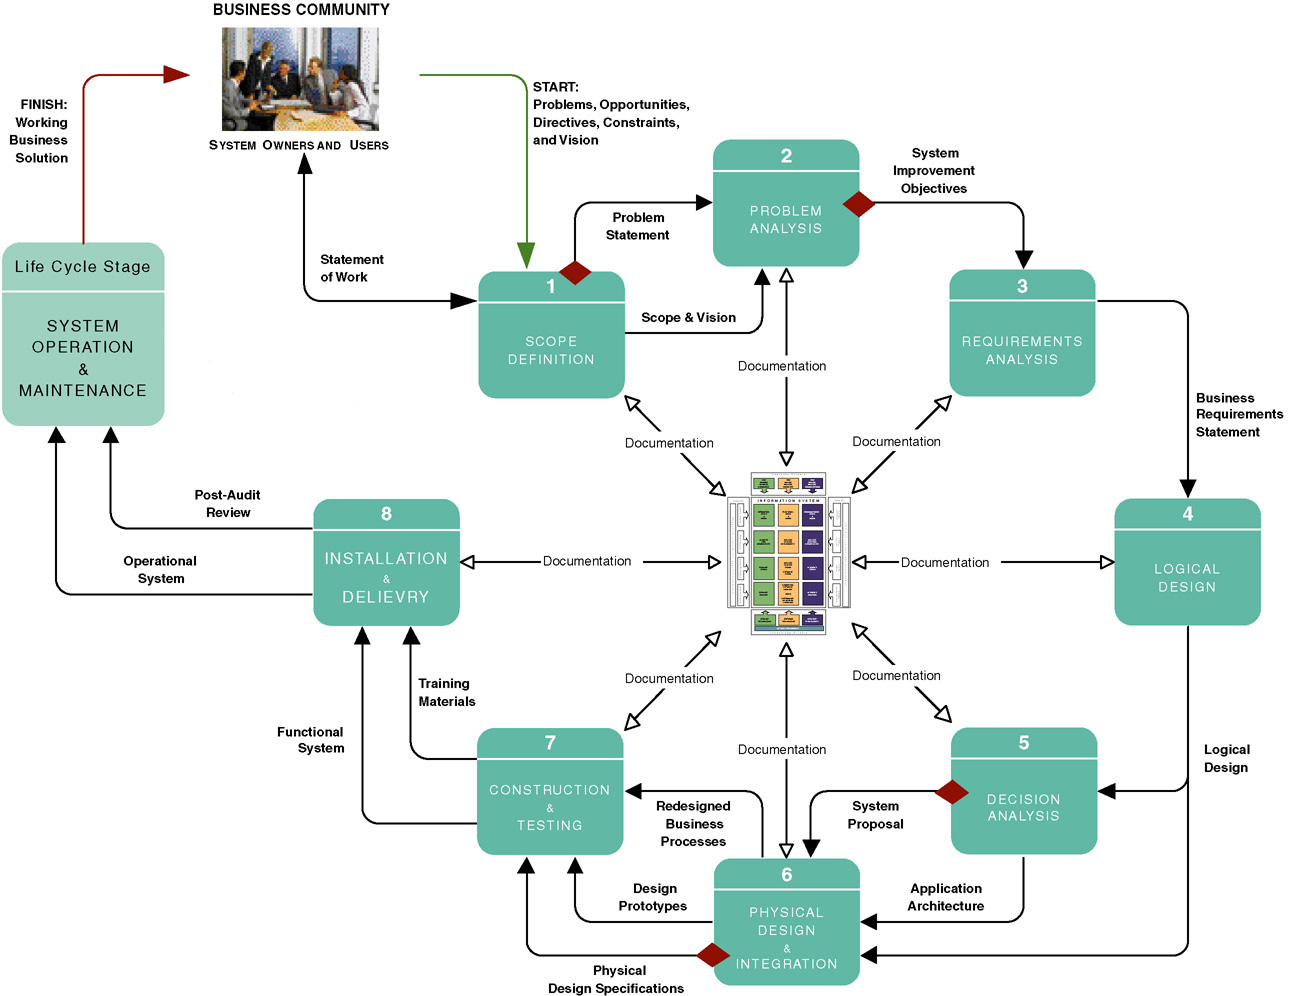 BUSINESS COMMUNITY
SYSTEM OWNERS AND USERS
FINISH:
Working
Business
Solution
START:
Problems, Opportunities,
Directives, Constraints,
and Vision
Statement
of Work
Life Cycle Stage
SYSTEM
OPERATION
&
MAINTENANCE
1
SCOPE
DEFINITION
Problem
Statement
Scope & Vision
2
PROBLEM
ANALYSIS
System
Improvement
Objectives
3
REQUIREMENTS
ANALYSIS
Business
Requirements
Statement
Documentation
Documentation
Documentation
INFORMATION SYSTEM
4
LOGICAL
DESIGN
Documentation
Documentation
Logical
Design
5
DECISION
ANALYSIS
System
Proposal
Application
Architecture
Documentation
Documentation
Documentation
6
PHYSICAL
DESIGN
&
INTEGRATION
Redesigned
Business
Processes
Design
Prototypes
Physical
Design Specifications
7
CONSTRUCTION
&
TESTING
Training
Materials
Functional
System
8
INSTALLATION
&
DELIEVRY
Post-Audit
Review
Operational
System